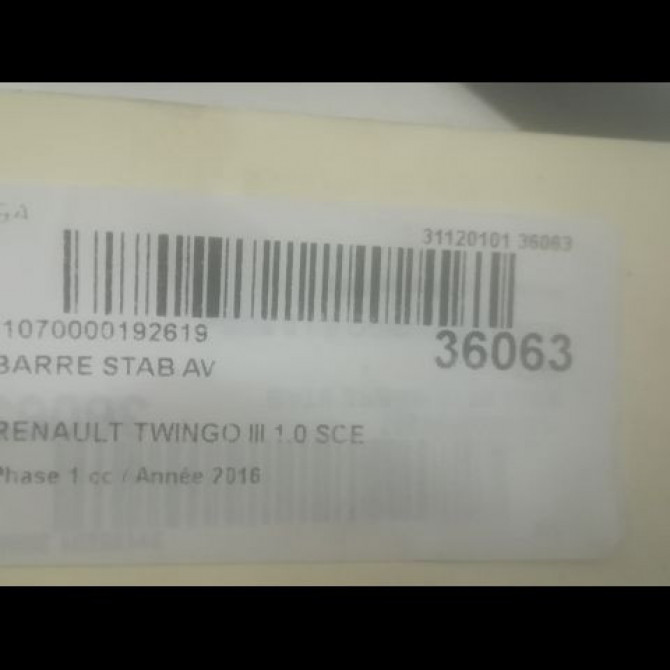 31120101 36063
1070000192619
36063
BARRE STAB AV
RENAULT TWINGO III 1.0 SCE
Phase 1 cc / Année 2016